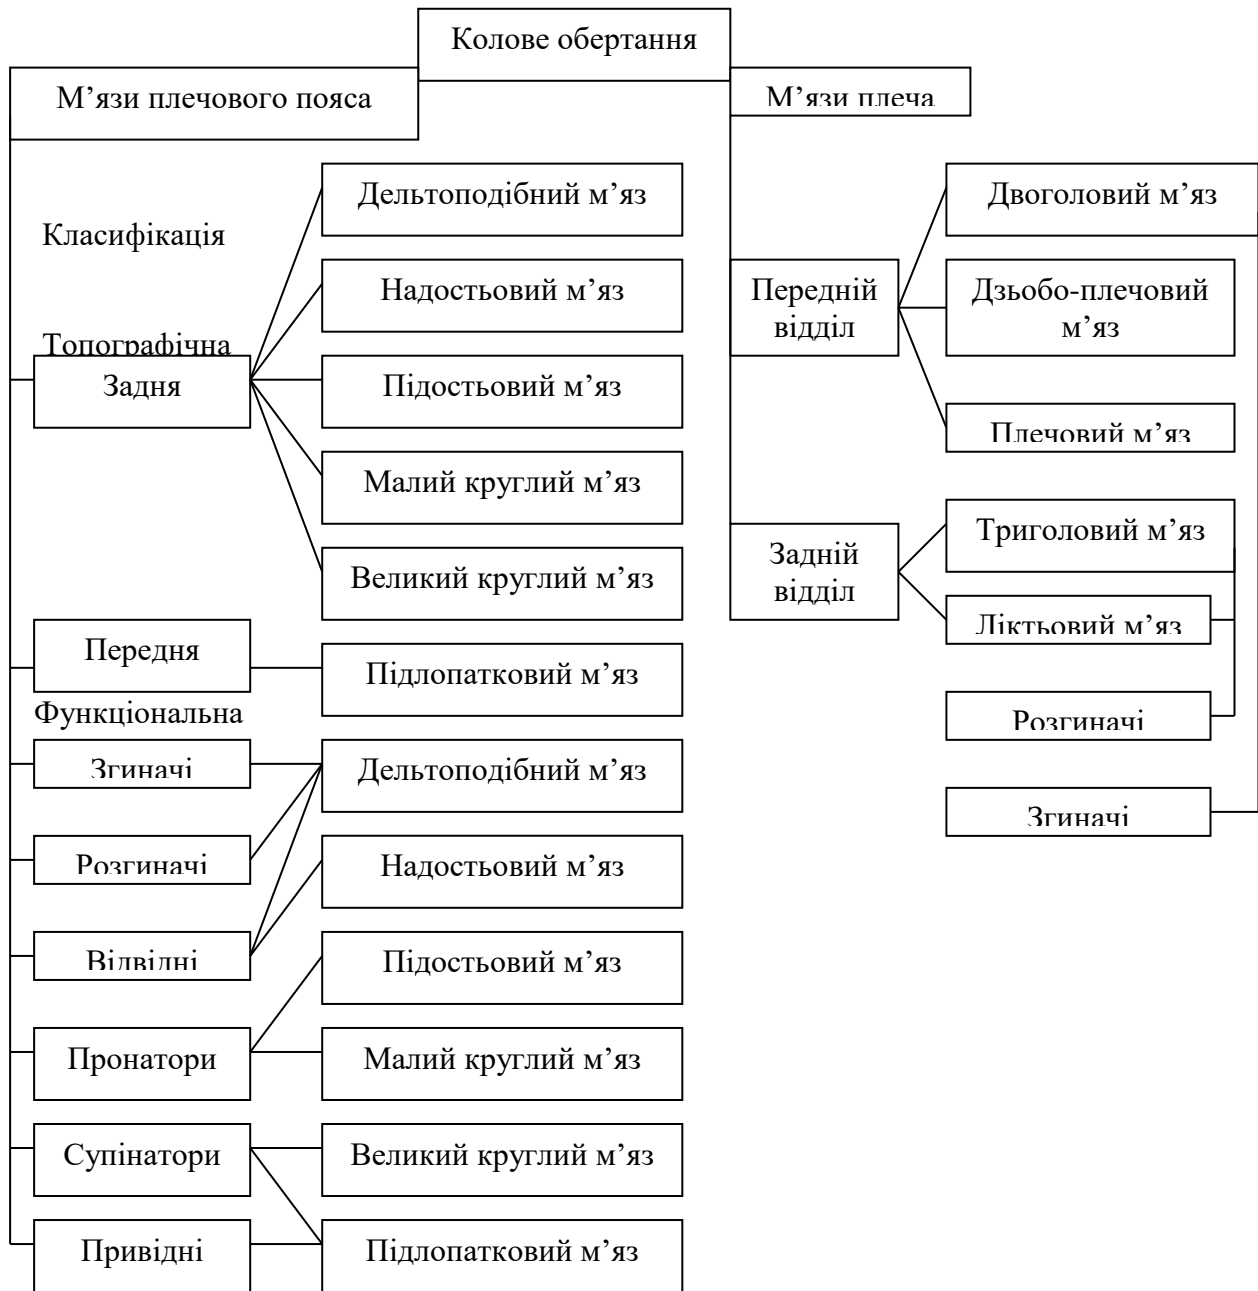 Колове обертання
М’язи плечового пояса
М’язи плеча
Класифікація
Топографічна
Задня
Дельтоподібний м’яз
Надостьовий м’яз
Підостьовий м’яз
Малий круглий м’яз
Великий круглий м’яз
Передня
Підлопатковий м’яз
Функціональна
Згиначі
Розгиначі
Відвідні
Пронатори
Супінатори
Привідні
Дельтоподібний м’яз
Надостьовий м’яз
Підостьовий м’яз
Малий круглий м’яз
Великий круглий м’яз
Підлопатковий м’яз
Передній
відділ
Двоголовий м’яз
Дзьобо-плечовий
м’яз
Плечовий м’яз
Задній
відділ
Триголовий м’яз
Ліктьовий м’яз
Розгиначі
Згиначі